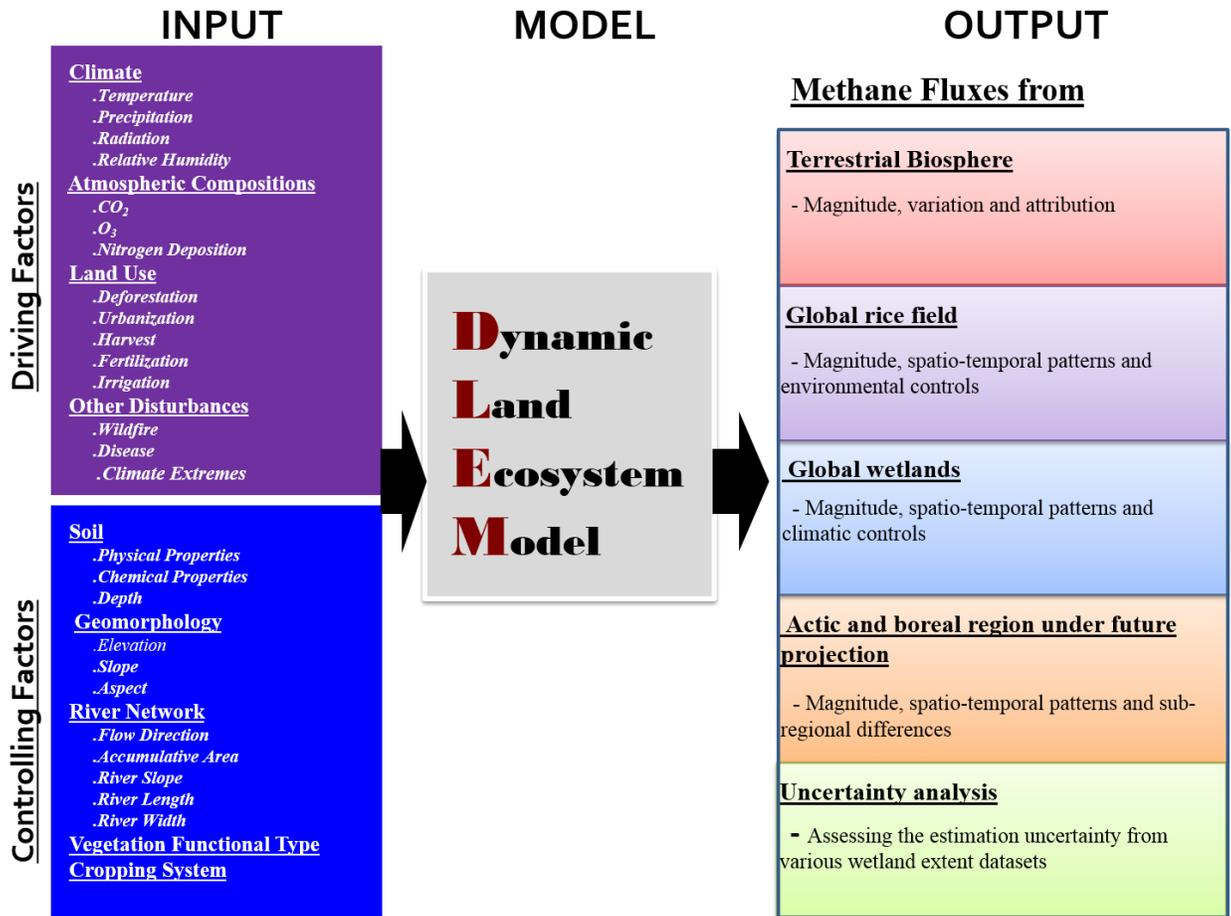 INPUT
MODEL
OUTPUT
Driving Factors
Climate
.Temperature
.Precipitation
.Radiation
.Relative Humidity
Atmospheric Compositions
.CO2
.O3
.Nitrogen Deposition
Land Use
.Deforestation
.Urbanization
.Harvest
.Fertilization
.Irrigation
Other Disturbances
.Wildfire
.Disease
.Climate Extremes
Controlling Factors
Soil
.Physical Properties
.Chemical Properties
.Depth
Geomorphology
.Elevation
.Slope
.Aspect
River Network
.Flow Direction
.Accumulative Area
.River Slope
.River Length
.River Width
Vegetation Functional Type
Cropping System
Dynamic
Land
Ecosystem
Model
Methane Fluxes from
Terrestrial Biosphere
- Magnitude, variation and attribution
Global rice field
- Magnitude, spatio-temporal patterns and
environmental controls
Global wetlands
- Magnitude, spatio-temporal patterns and
climatic controls
Actic and boreal region under future
projection
- Magnitude, spatio-temporal patterns and sub-
regional differences
Uncertainty analysis
- Assessing the estimation uncertainty from
various wetland extent datasets